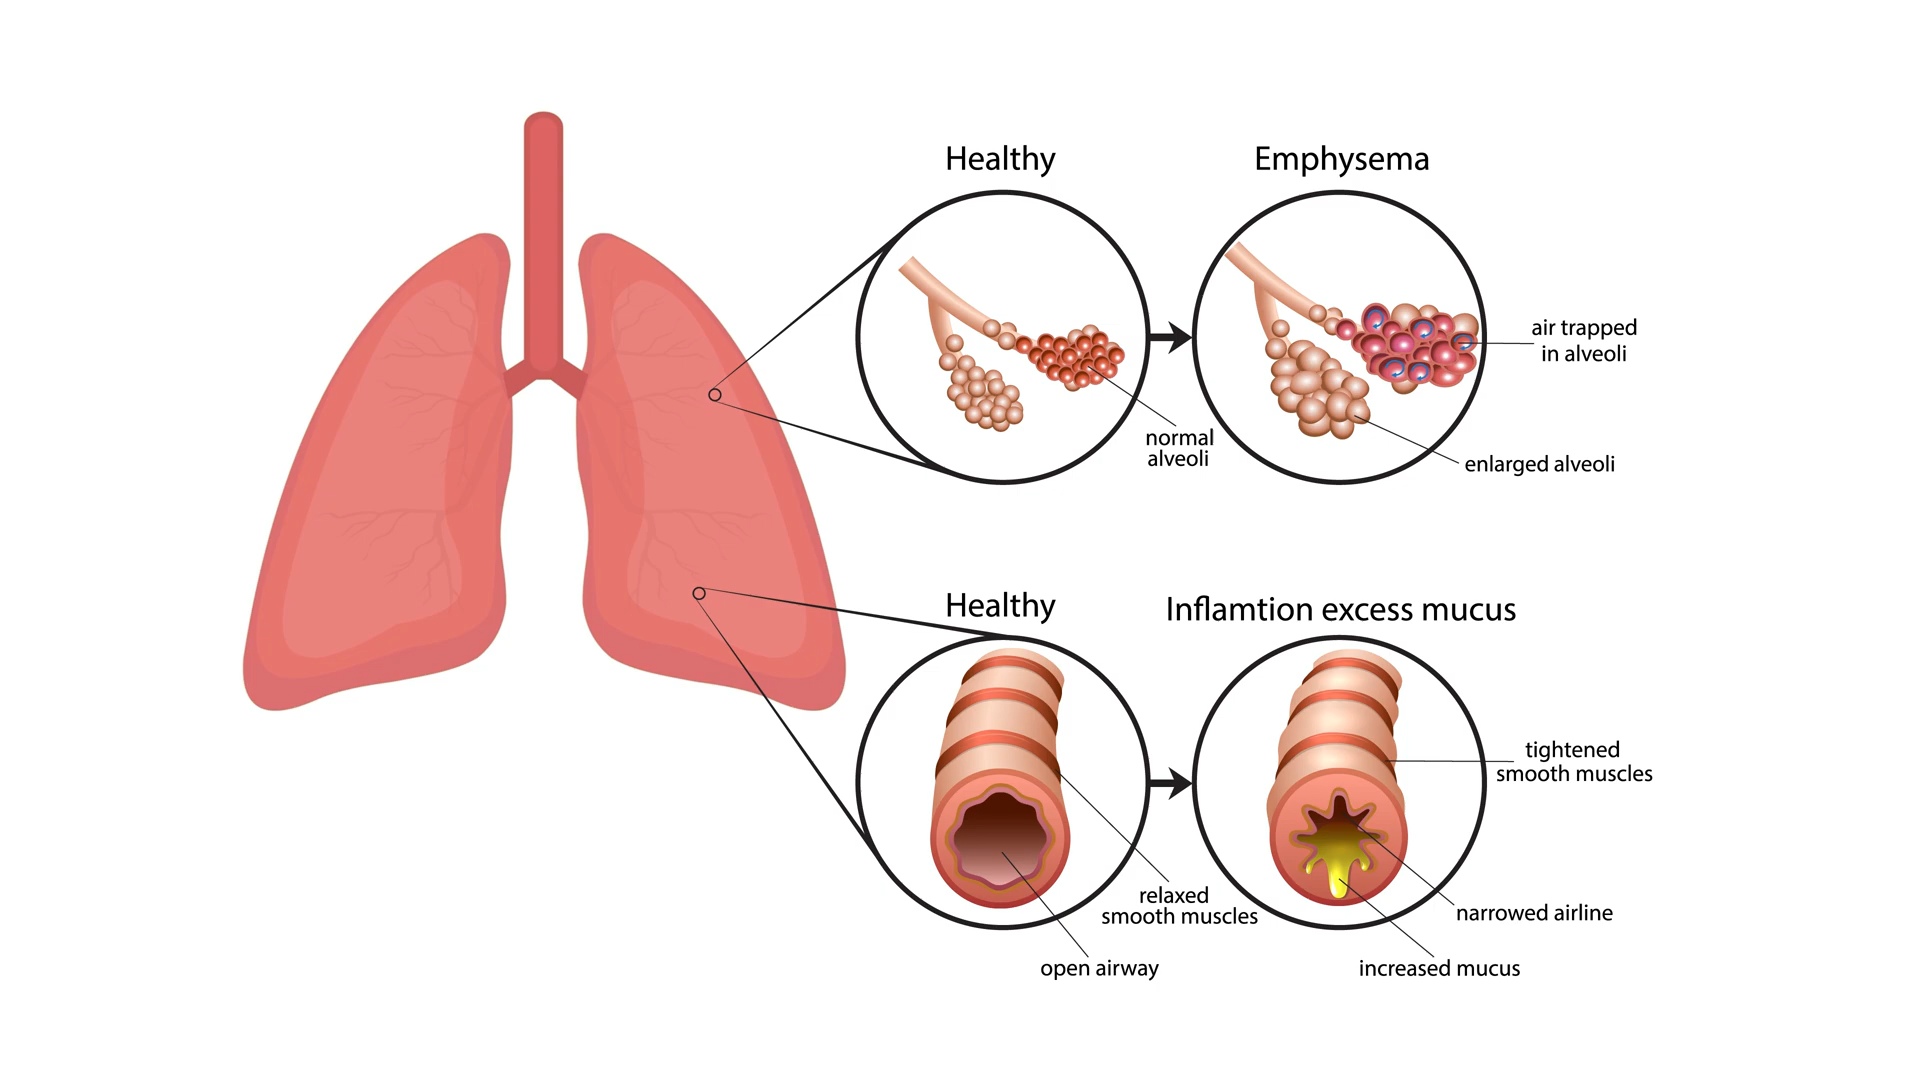 Healthy
Emphysema
air trapped
in alveoli
normal
alveoli
enlarged alveoli
Healthy
Inflamtion excess mucus
tightened
smooth muscles
relaxed
smooth muscles
narrowed airline
open airway
increased mucus